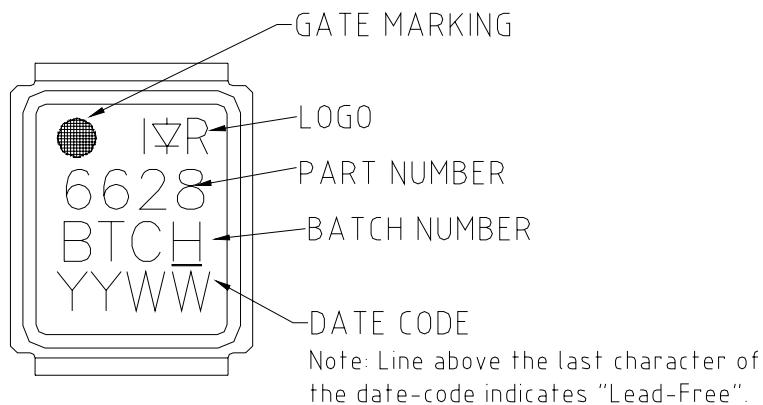 GATE MARKING
I R
LOGO
6628
PART NUMBER
BTCH
BATCH NUMBER
YYWW
DATE CODE
Note: Line above the last character of
the date-code indicates "Lead-Free".